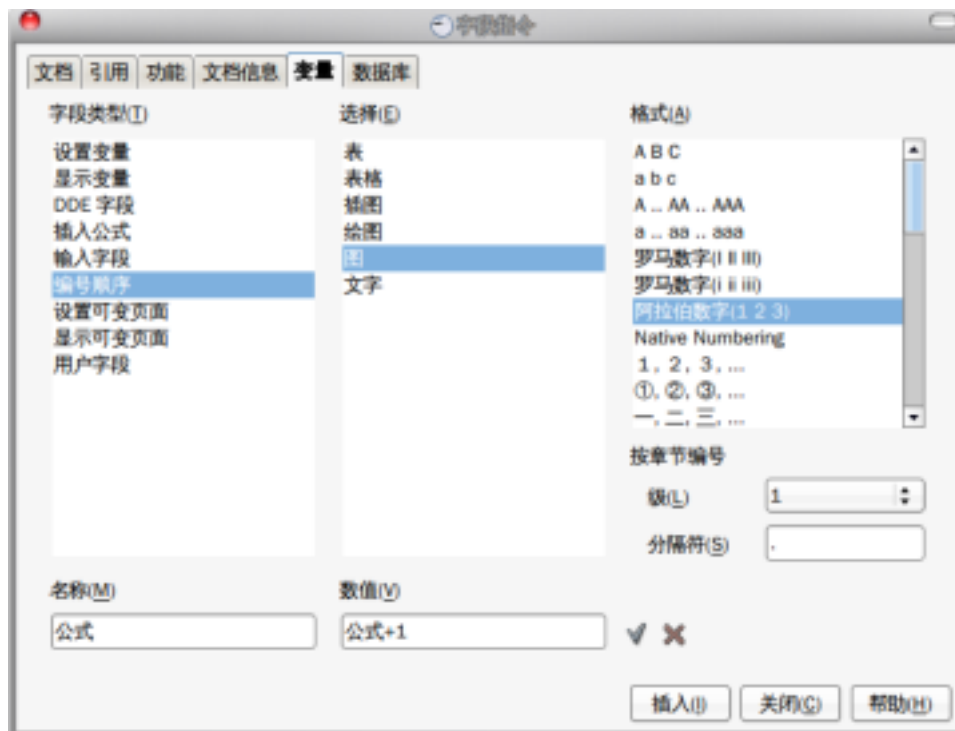 字段指令
文档 引用 功能 文档信息 变量 数据库
字段类型(T) 选择(E) 格式(A)
设置变量
显示变量
DDE 字段
插入公式
输入字段
编号顺序
设置可变页面
显示可变页面
用户字段
表
表格
插图
绘图
图
文字
A B C
a b c
A .. AA .. AAA
a .. aa .. aaa
罗马数字(I II III)
罗马数字(i ii iii)
阿拉伯数字(1 2 3)
Native Numbering
1, 2, 3, ...
①, ②, ③, ...
一, 二, 三, ...
按章节编号
级(L) 1
分隔符(S) .
名称(M) 数值(V)
公式 公式+1
插入(I) 关闭(C) 帮助(H)